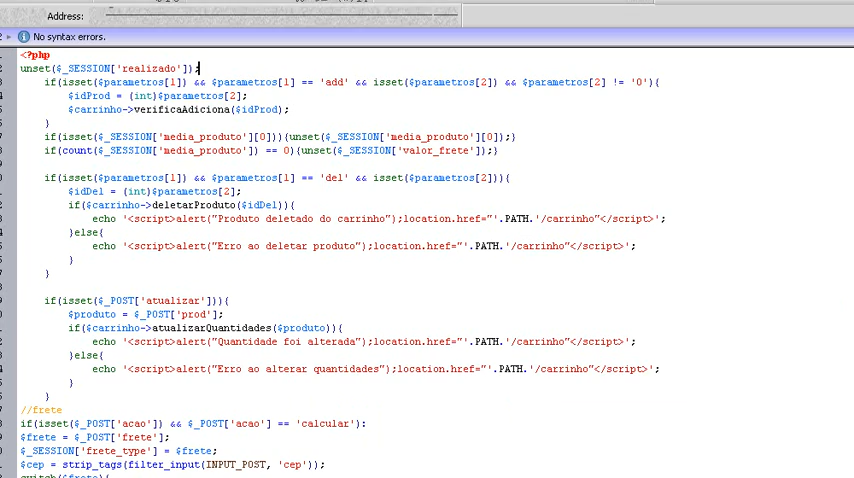 Address:
No syntax errors.
<?php
unset($_SESSION['realizado']);
if(isset($parametros[1]) && $parametros[1] == 'add' && isset($parametros[2]) && $parametros[2] != '0'){
$idProd = (int)$parametros[2];
$carrinho->verificaAdiciona($idProd);
}
if(isset($_SESSION['media_produto'][0])){unset($_SESSION['media_produto'][0]);}
if(count($_SESSION['media_produto']) == 0){unset($_SESSION['valor_frete']);}
if(isset($parametros[1]) && $parametros[1] == 'del' && isset($parametros[2])){
$idDel = (int)$parametros[2];
if($carrinho->deletarProduto($idDel)){
echo '<script>alert("Produto deletado do carrinho");location.href="'.PATH.'/carrinho"</script>';
}else{
echo '<script>alert("Erro ao deletar produto");location.href="'.PATH.'/carrinho"</script>';
}
}
if(isset($_POST['atualizar'])){
$produto = $_POST['prod'];
if($carrinho->atualizarQuantidades($produto)){
echo '<script>alert("Quantidade foi alterada");location.href="'.PATH.'/carrinho"</script>';
}else{
echo '<script>alert("Erro ao alterar quantidades");location.href="'.PATH.'/carrinho"</script>';
}
}
//frete
if(isset($_POST['acao']) && $_POST['acao'] == 'calcular'):
$frete = $_POST['frete'];
$_SESSION['frete_type'] = $frete;
$cep = strip_tags(filter_input(INPUT_POST, 'cep'));
switch($frete){